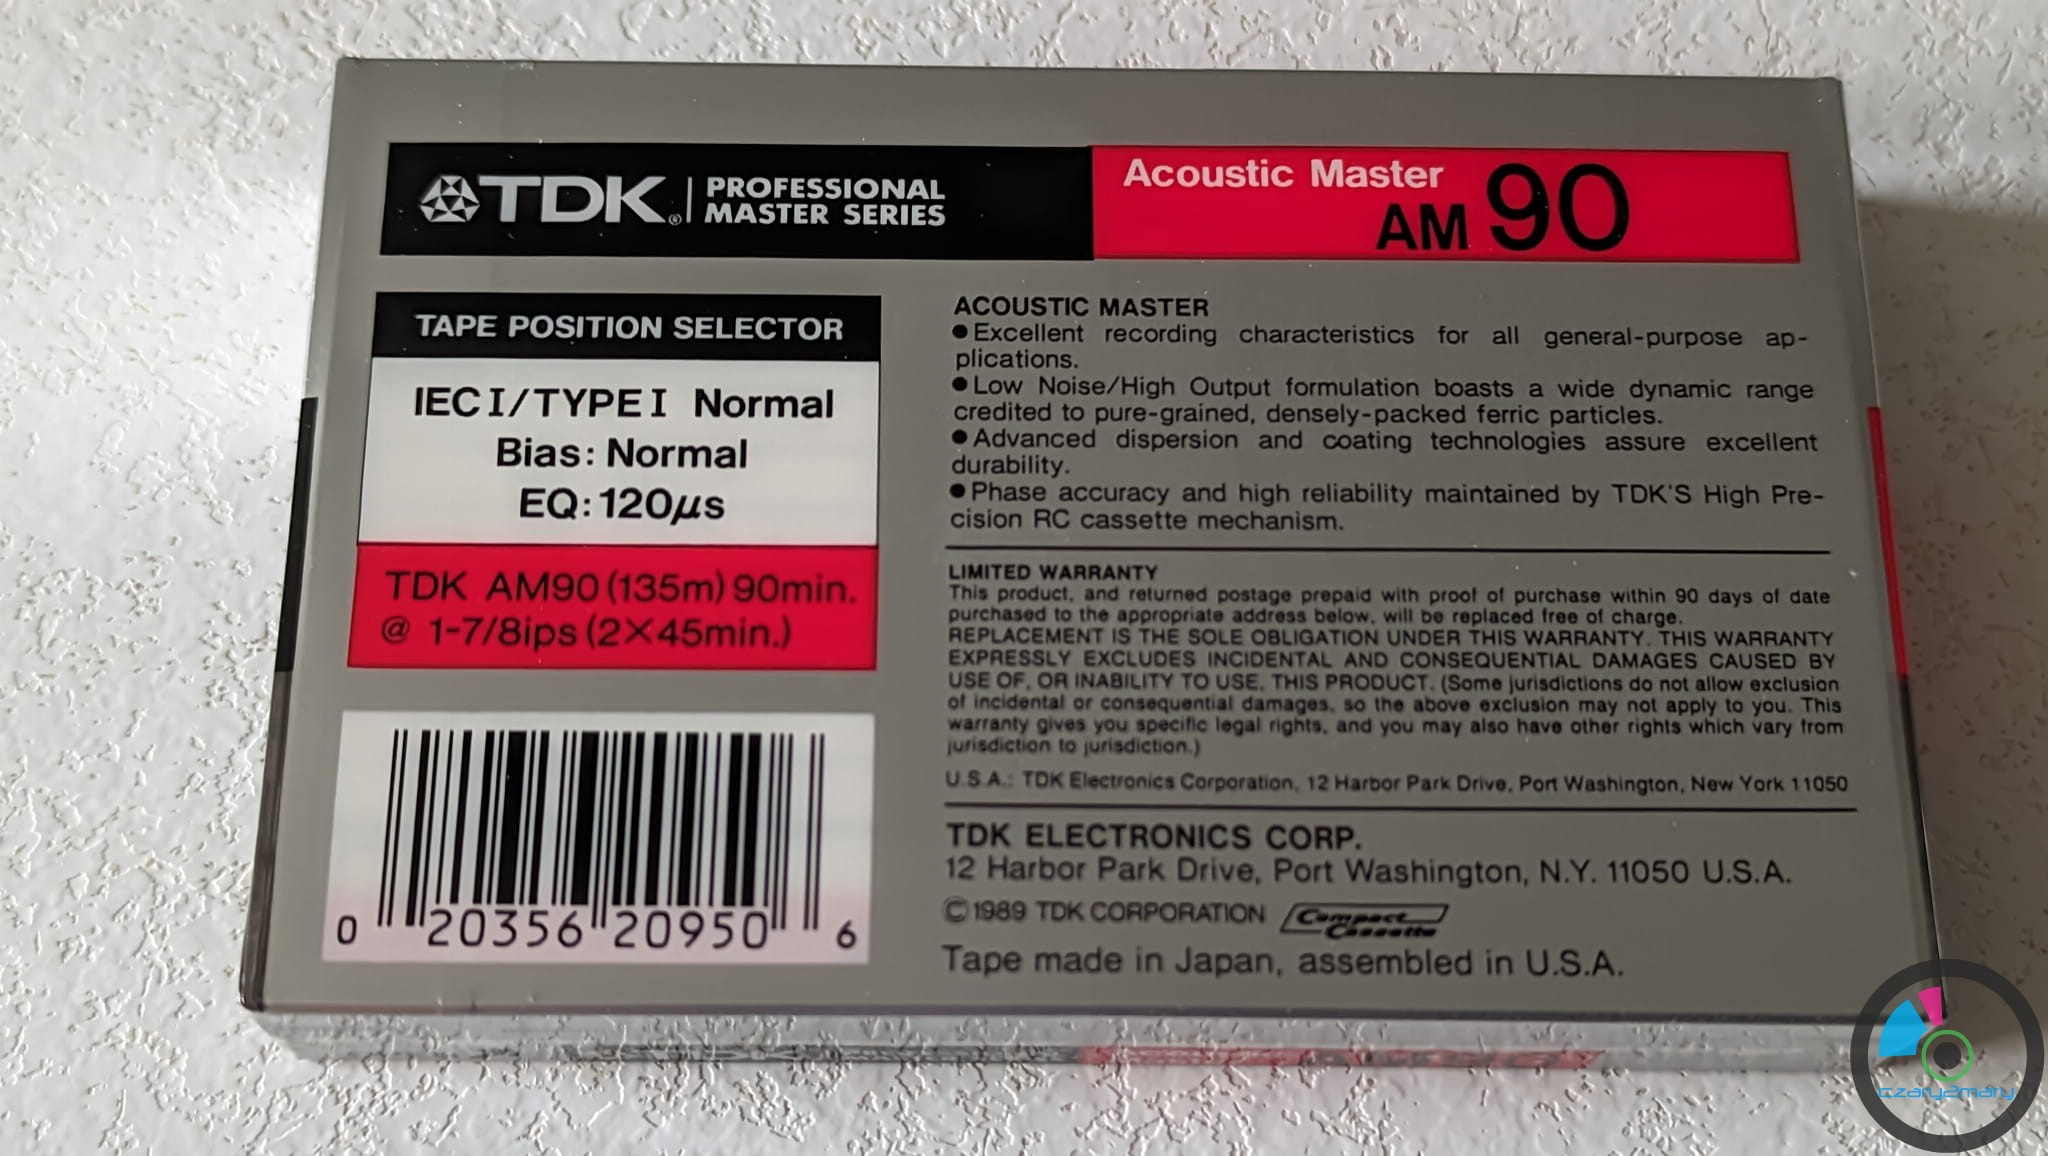 TDK® PROFESSIONAL
MASTER SERIES
Acoustic Master
AM 90
TAPE POSITION SELECTOR
IEC I/TYPE I Normal
Bias: Normal
EQ: 120μs
TDK AM90 (135m) 90min.
@ 1-7/8ips (2×45min.)
0 20356 20950 6
ACOUSTIC MASTER
●Excellent recording characteristics for all general-purpose ap-
plications.
●Low Noise/High Output formulation boasts a wide dynamic range
credited to pure-grained, densely-packed ferric particles.
●Advanced dispersion and coating technologies assure excellent
durability.
●Phase accuracy and high reliability maintained by TDK'S High Pre-
cision RC cassette mechanism.
LIMITED WARRANTY
This product, and returned postage prepaid with proof of purchase within 90 days of date
purchased to the appropriate address below, will be replaced free of charge.
REPLACEMENT IS THE SOLE OBLIGATION UNDER THIS WARRANTY. THIS WARRANTY
EXPRESSLY EXCLUDES INCIDENTAL AND CONSEQUENTIAL DAMAGES CAUSED BY
USE OF, OR INABILITY TO USE, THIS PRODUCT. (Some jurisdictions do not allow exclusion
of incidental or consequential damages, so the above exclusion may not apply to you. This
warranty gives you specific legal rights, and you may also have other rights which vary from
jurisdiction to jurisdiction.)
U.S.A.: TDK Electronics Corporation, 12 Harbor Park Drive, Port Washington, New York 11050
TDK ELECTRONICS CORP.
12 Harbor Park Drive, Port Washington, N.Y. 11050 U.S.A.
©1989 TDK CORPORATION Compact
Cassette
Tape made in Japan, assembled in U.S.A.
czary2mary